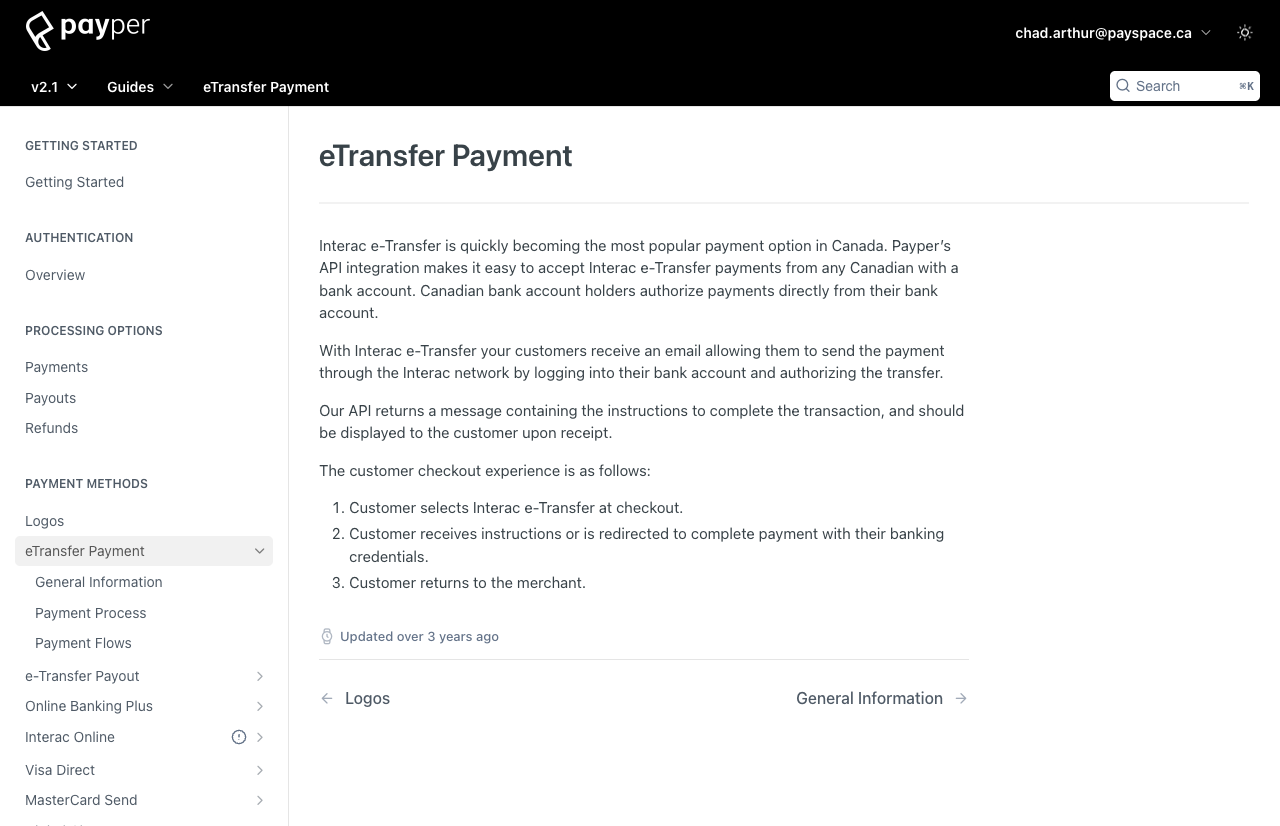 payper
chad.arthur@payspace.ca
v2.1
Guides
eTransfer Payment
Search
⌘K
GETTING STARTED
Getting Started
AUTHENTICATION
Overview
PROCESSING OPTIONS
Payments
Payouts
Refunds
PAYMENT METHODS
Logos
eTransfer Payment
General Information
Payment Process
Payment Flows
e-Transfer Payout
Online Banking Plus
Interac Online
Visa Direct
MasterCard Send
eTransfer Payment
Interac e-Transfer is quickly becoming the most popular payment option in Canada. Payper’s
API integration makes it easy to accept Interac e-Transfer payments from any Canadian with a
bank account. Canadian bank account holders authorize payments directly from their bank
account.
With Interac e-Transfer your customers receive an email allowing them to send the payment
through the Interac network by logging into their bank account and authorizing the transfer.
Our API returns a message containing the instructions to complete the transaction, and should
be displayed to the customer upon receipt.
The customer checkout experience is as follows:
1. Customer selects Interac e-Transfer at checkout.
2. Customer receives instructions or is redirected to complete payment with their banking
credentials.
3. Customer returns to the merchant.
Updated over 3 years ago
← Logos
General Information →